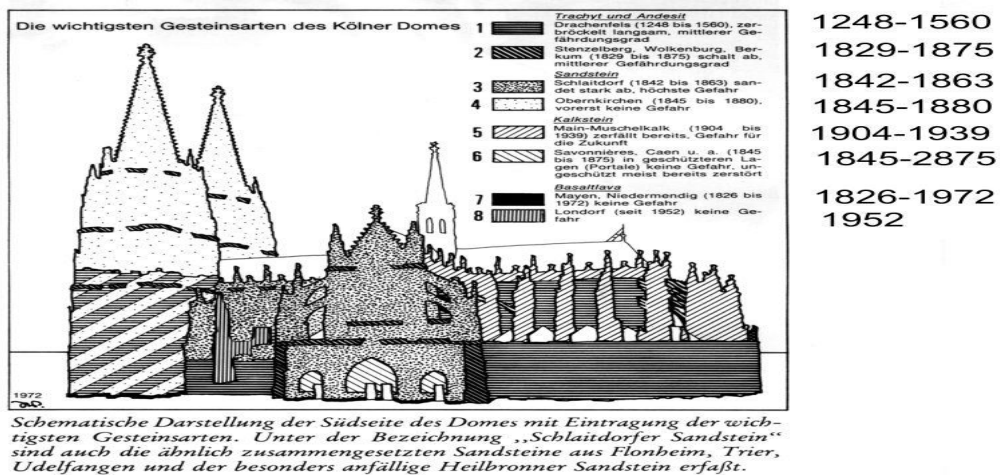 Die wichtigsten Gesteinsarten des Kölner Domes
Trachyt und Andesit
1 Drachenfels (1248 bis 1560), zer-
bröckelt langsam, mittlerer Ge-
fährdungsgrad
2 Stenzelberg, Wolkenburg, Ber-
kum (1829 bis 1875) schalt ab,
mittlerer Gefährdungsgrad
Sandstein
3 Schlaitdorf (1842 bis 1863) san-
det stark ab, höchste Gefahr
4 Obernkirchen (1845 bis 1880),
vorerst keine Gefahr
Kalkstein
5 Main-Muschelkalk (1904 bis
1939) zerfällt bereits, Gefahr für
die Zukunft
6 Savonnières, Caen u. a. (1845
bis 1875) in geschützteren La-
gen (Portale) keine Gefahr, un-
geschützt meist bereits zerstört
Basaltlava
7 Mayen, Niedermendig (1826 bis
1972) keine Gefahr
8 Londorf (seit 1952) keine Ge-
fahr
1248-1560
1829-1875
1842-1863
1845-1880
1904-1939
1845-2875
1826-1972
1952
1972
Schematische Darstellung der Südseite des Domes mit Eintragung der wich-
tigsten Gesteinsarten. Unter der Bezeichnung ,,Schlaitdorfer Sandstein“
sind auch die ähnlich zusammengesetzten Sandsteine aus Flonheim, Trier,
Udelfangen und der besonders anfällige Heilbronner Sandstein erfaßt.